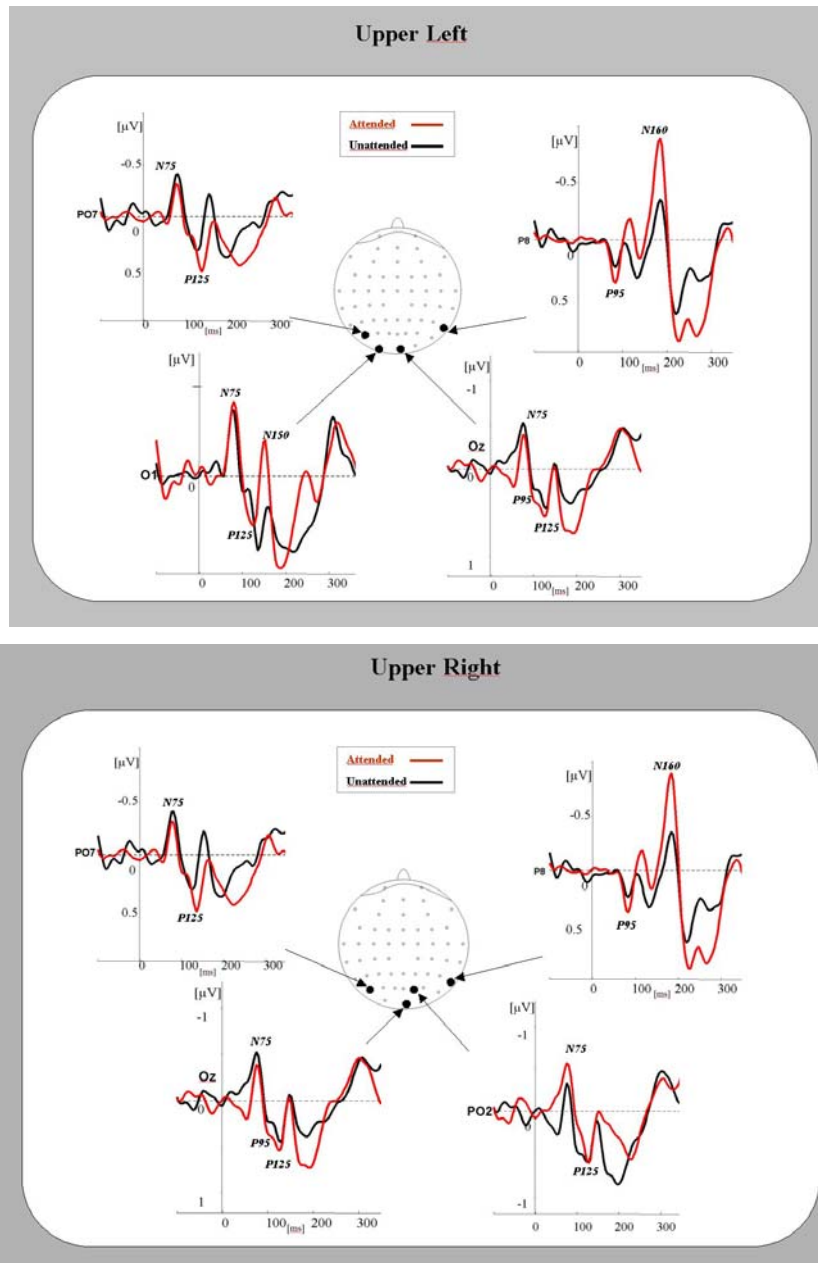 Upper Left
Attended
Unattended
[µV]
-0.5
N75
PO7
0
0.5
P125
0 100 200 300
[ms]
[µV]
N160
-0.5
P8
0
P95
0.5
0 100 200 300
[ms]
[µV]
N75
N150
O1
0
P125
0 100 200 300
[µV]
-1
N75
Oz
0
P95
P125
1
0 100 200 300
[ms]
Upper Right
Attended
Unattended
[µV]
-0.5
N75
PO7
0
0.5
P125
0 100 200 300
[ms]
[µV]
N160
-0.5
P8
0
P95
0.5
0 100 200 300
[ms]
[µV]
-1
N75
Oz
0
P95
P125
1
0 100 200 300
[ms]
[µV]
-1
N75
PO2
0
P125
-1
0 100 200 300
[ms]